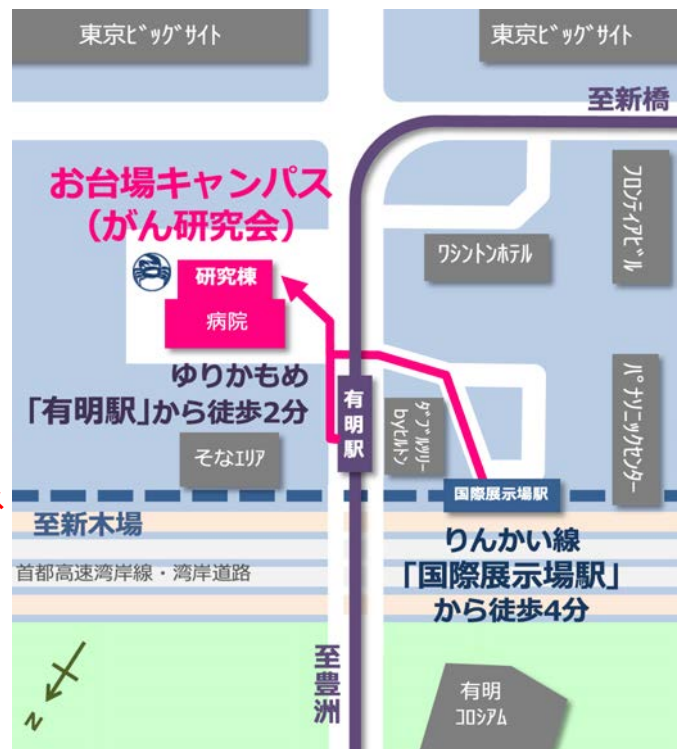 東京ビッグサイト
東京ビッグサイト
至新橋
お台場キャンパス
（がん研究会）
フロンティアビル
ワシントンホテル
研究棟
病院
ゆりかもめ
「有明駅」から徒歩2分
有明駅
ダブルツリー
byヒルトン
パナソニックセンター
そなエリア
国際展示場駅
至新木場
りんかい線
「国際展示場駅」
から徒歩4分
首都高速湾岸線・湾岸道路
至豊洲
有明
コロシアム
N